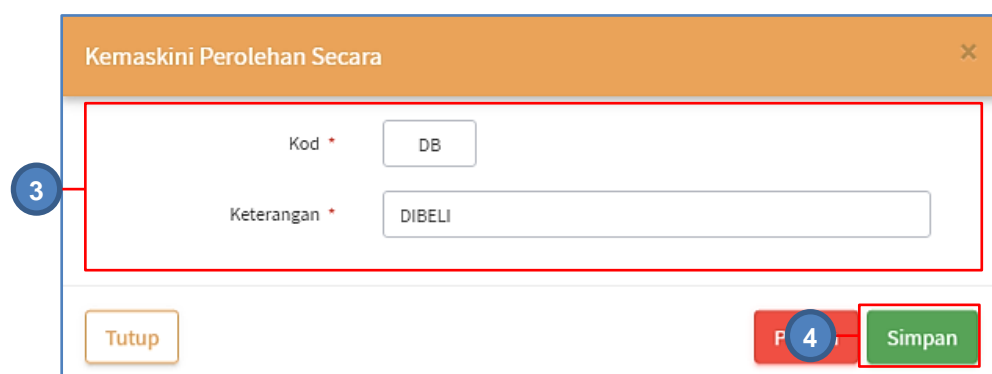 Kemaskini Perolehan Secara ×
Kod * DB
3
Keterangan * DIBELI
Tutup 4 Simpan